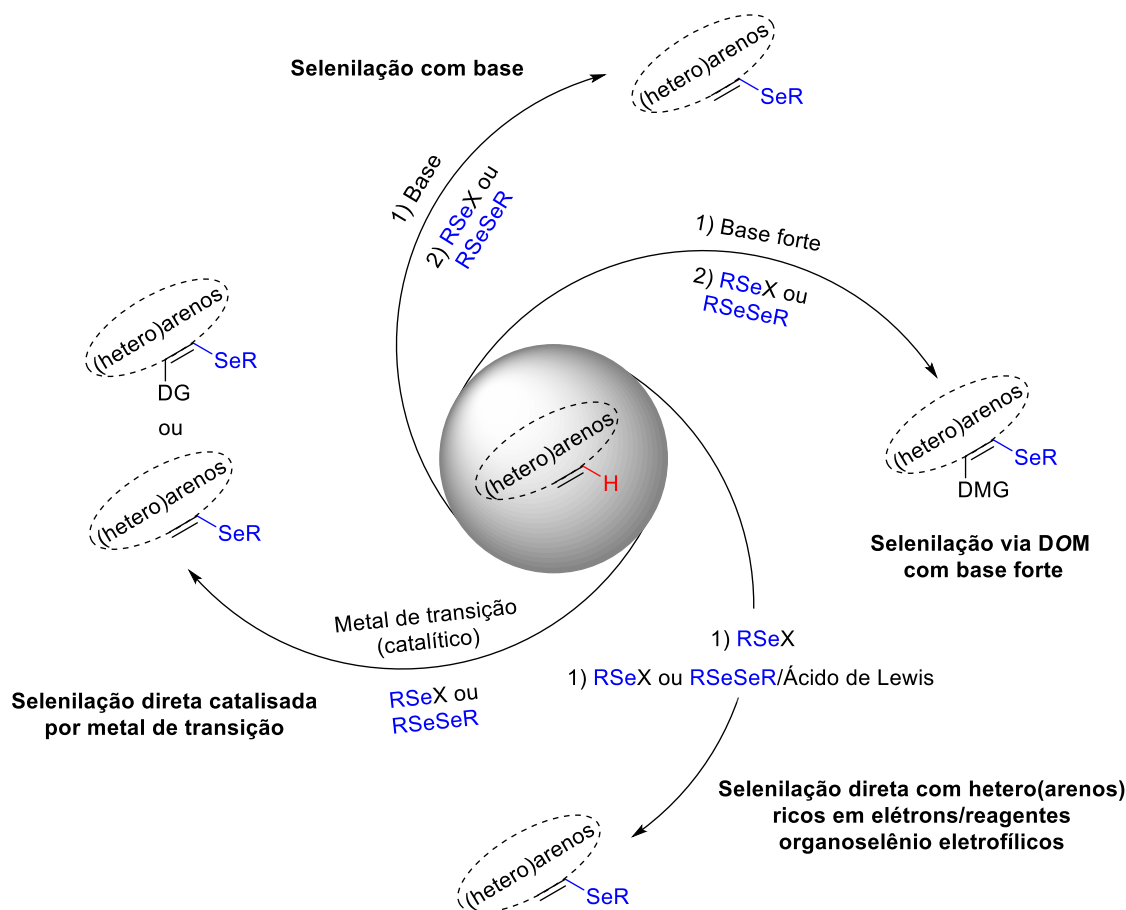 Selenilação com base
(hetero)arenos
SeR
1) Base
2) RSeX ou
RSeSeR
1) Base forte
2) RSeX ou
RSeSeR
(hetero)arenos
SeR
DG
ou
(hetero)arenos
SeR
(hetero)arenos
H
(hetero)arenos
SeR
DMG
Selenilação via DOM
com base forte
Metal de transição
(catalítico)
RSeX ou
RSeSeR
Selenilação direta catalisada
por metal de transição
1) RSeX
1) RSeX ou RSeSeR/Ácido de Lewis
Selenilação direta com hetero(arenos)
ricos em elétrons/reagentes
organoselênio eletrofílicos
(hetero)arenos
SeR